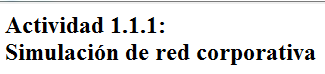 Actividad 1.1.1:
Simulación de red corporativa